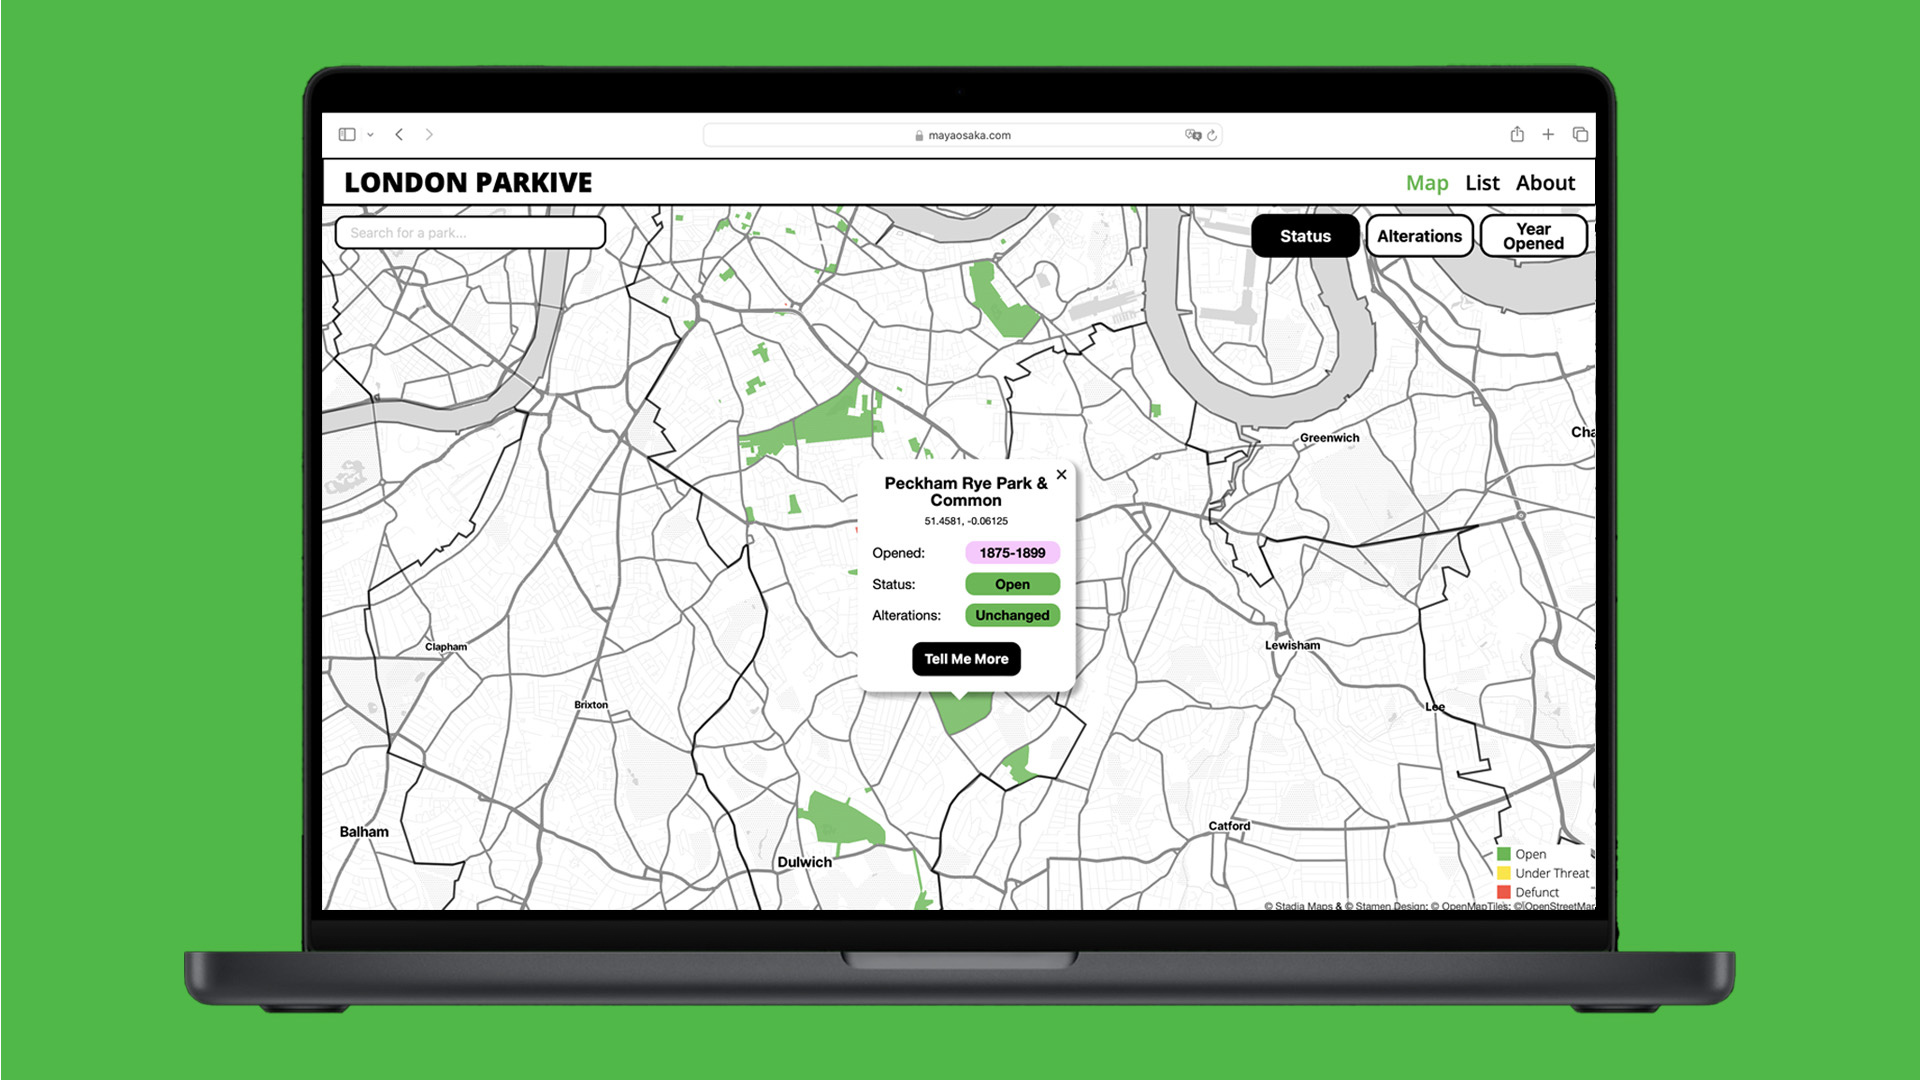 mayaosaka.com
LONDON PARKIVE
Map List About
Search for a park...
Status
Alterations
Year
Opened
Greenwich
Peckham Rye Park &
Common
51.4581, -0.06125
Opened: 1875-1899
Status: Open
Alterations: Unchanged
Tell Me More
Clapham
Lewisham
Brixton
Lee
Balham
Catford
Dulwich
Open
Under Threat
Defunct
© Stadia Maps & © Stamen Design; © OpenMapTiles; © OpenStreetMap